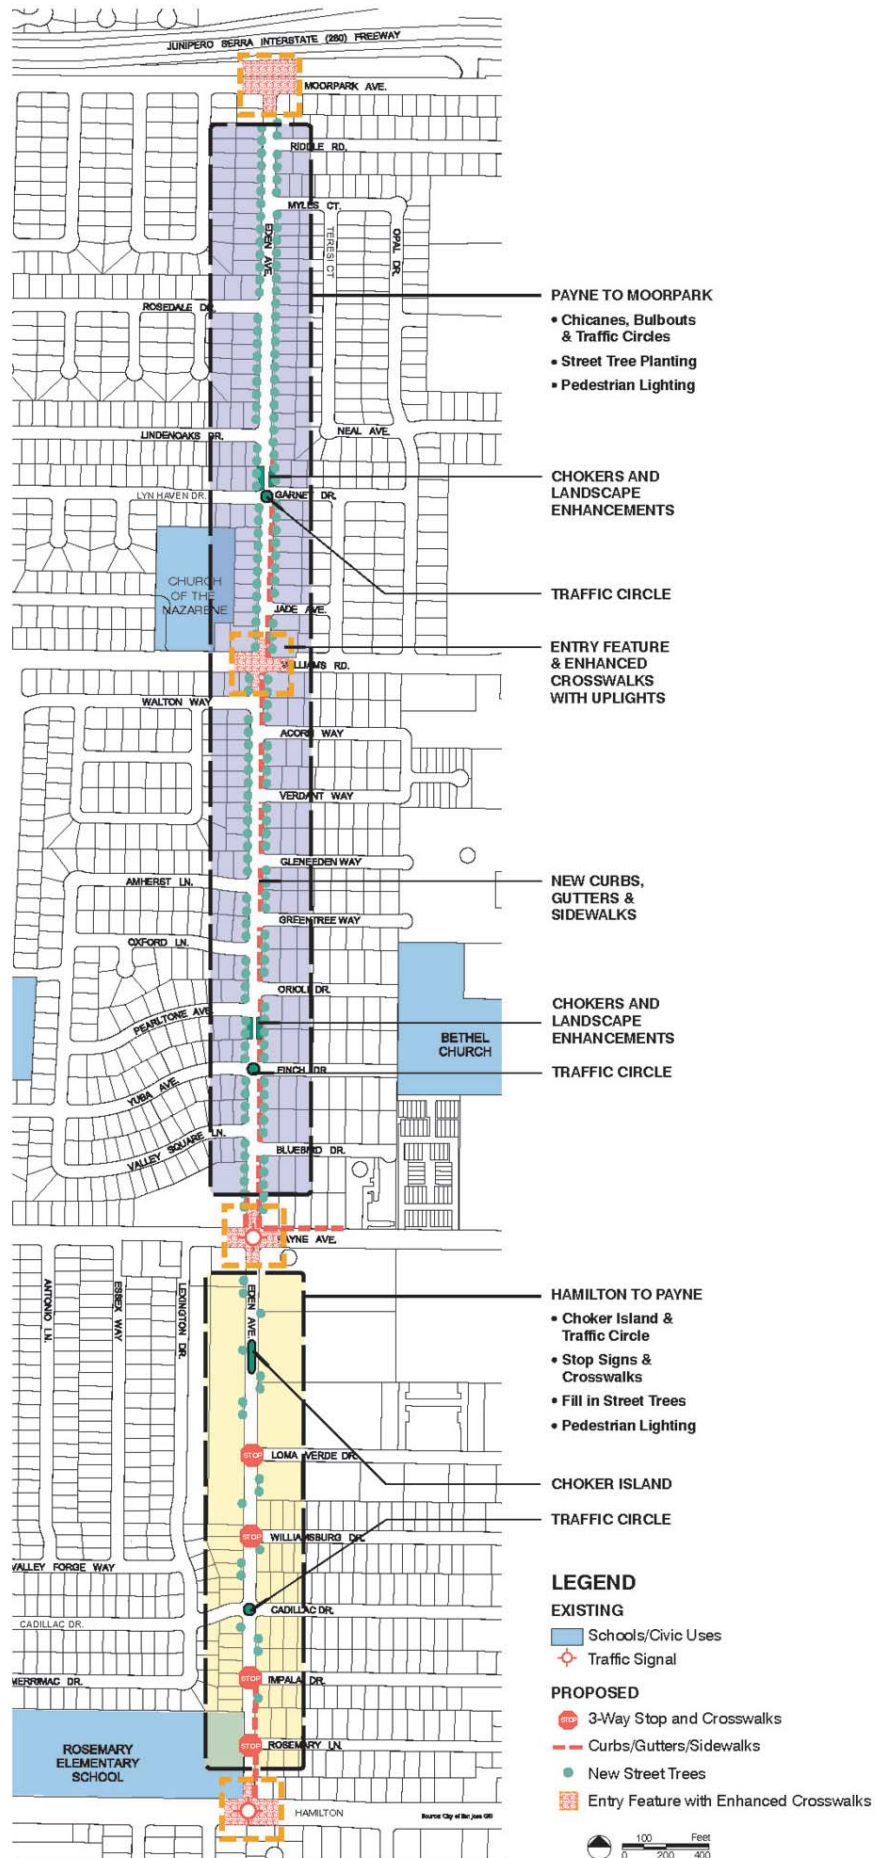 JUNIPERO SERRA INTERSTATE (280) FREEWAY
MOORPARK AVE.
RIDDLE RD.
MYLES CT.
EDEN AVE.
TERESI CT
OPAL DR.
ROSEDALE DR.
PAYNE TO MOORPARK
• Chicanes, Bulbouts
& Traffic Circles
• Street Tree Planting
• Pedestrian Lighting
LINDENOAKS DR.
NEAL AVE.
CHOKERS AND
LANDSCAPE
ENHANCEMENTS
LYN HAVEN DR.
GARNET DR.
CHURCH
OF THE
NAZARENE
TRAFFIC CIRCLE
JADE AVE.
ENTRY FEATURE
& ENHANCED
CROSSWALKS
WITH UPLIGHTS
WILLIAMS RD.
WALTON WAY
ACORN WAY
VERDANT WAY
GLENEEDEN WAY
AMHERST LN.
NEW CURBS,
GUTTERS &
SIDEWALKS
GREENTREE WAY
OXFORD LN.
ORIOLE DR.
PEARLTONE AVE.
CHOKERS AND
LANDSCAPE
ENHANCEMENTS
BETHEL
CHURCH
FINCH DR
TRAFFIC CIRCLE
YUBA AVE.
VALLEY SQUARE LN.
BLUEBIRD DR.
PAYNE AVE.
ANTONIO LN.
ESSEX WAY
LEXINGTON DR.
EDEN AVE.
HAMILTON TO PAYNE
• Choker Island &
Traffic Circle
• Stop Signs &
Crosswalks
• Fill in Street Trees
• Pedestrian Lighting
STOP
LOMA VERDE DR.
CHOKER ISLAND
TRAFFIC CIRCLE
STOP
WILLIAMSBURG DR.
VALLEY FORGE WAY
CADILLAC DR.
CADILLAC DR.
MERRIMAC DR.
STOP
IMPALA DR.
STOP
ROSEMARY LN.
ROSEMARY
ELEMENTARY
SCHOOL
HAMILTON
Source: City of San Jose GIS
LEGEND
EXISTING
Schools/Civic Uses
Traffic Signal
PROPOSED
STOP
3-Way Stop and Crosswalks
Curbs/Gutters/Sidewalks
New Street Trees
Entry Feature with Enhanced Crosswalks
100 Feet
0 200 400